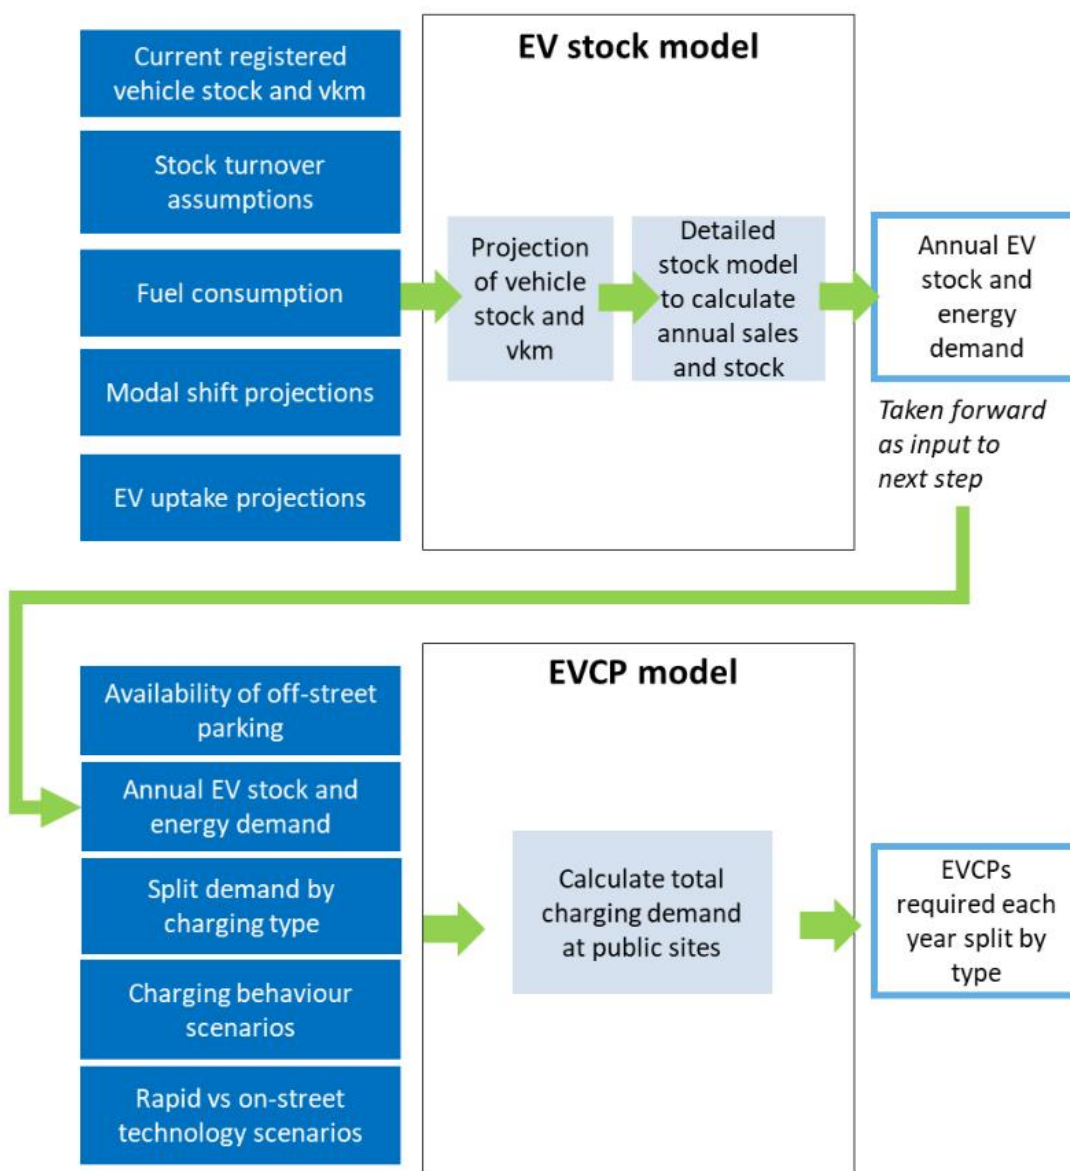 EV stock model
Current registered
vehicle stock and vkm
Stock turnover
assumptions
Fuel consumption
Modal shift projections
EV uptake projections
Projection
of vehicle
stock and
vkm
Detailed
stock model
to calculate
annual sales
and stock
Annual EV
stock and
energy
demand
Taken forward
as input to
next step
EVCP model
Availability of off-street
parking
Annual EV stock and
energy demand
Split demand by
charging type
Charging behaviour
scenarios
Rapid vs on-street
technology scenarios
Calculate total
charging demand
at public sites
EVCPs
required each
year split by
type